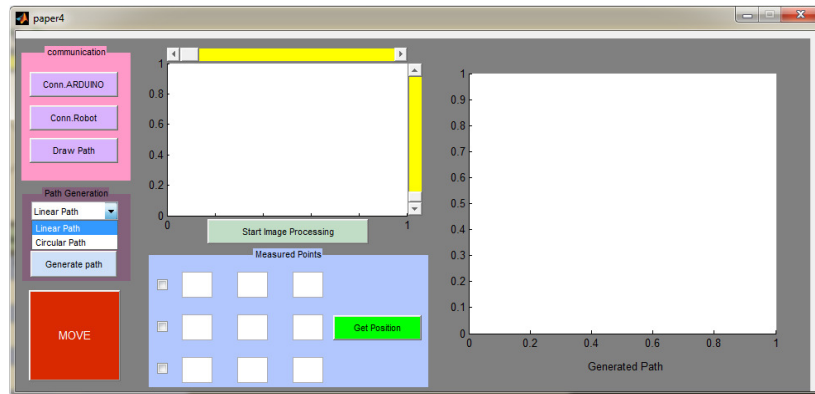 paper4
communication
Conn.ARDUINO
Conn.Robot
Draw Path
Path Generation
Linear Path
Linear Path
Circular Path
Generate path
MOVE
1
0.8
0.6
0.4
0.2
0
0 1
Start Image Processing
Measured Points
Get Position
1
0.9
0.8
0.7
0.6
0.5
0.4
0.3
0.2
0.1
0
0 0.2 0.4 0.6 0.8 1
Generated Path